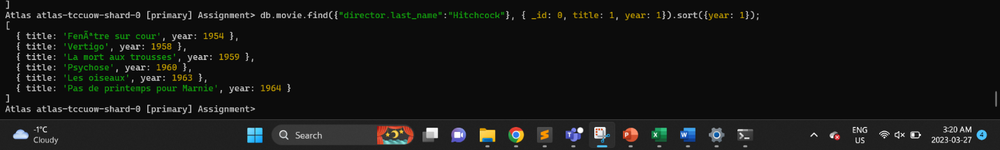 ]
Atlas atlas-tccuow-shard-0 [primary] Assignment> db.movie.find({"director.last_name":"Hitchcock"}, { _id: 0, title: 1, year: 1}).sort({year: 1});
[
  { title: 'FenÃªtre sur cour', year: 1954 },
  { title: 'Vertigo', year: 1958 },
  { title: 'La mort aux trousses', year: 1959 },
  { title: 'Psychose', year: 1960 },
  { title: 'Les oiseaux', year: 1963 },
  { title: 'Pas de printemps pour Marnie', year: 1964 }
]
Atlas atlas-tccuow-shard-0 [primary] Assignment>
-1°C
Cloudy
Search
ENG
US
3:20 AM
2023-03-27
4